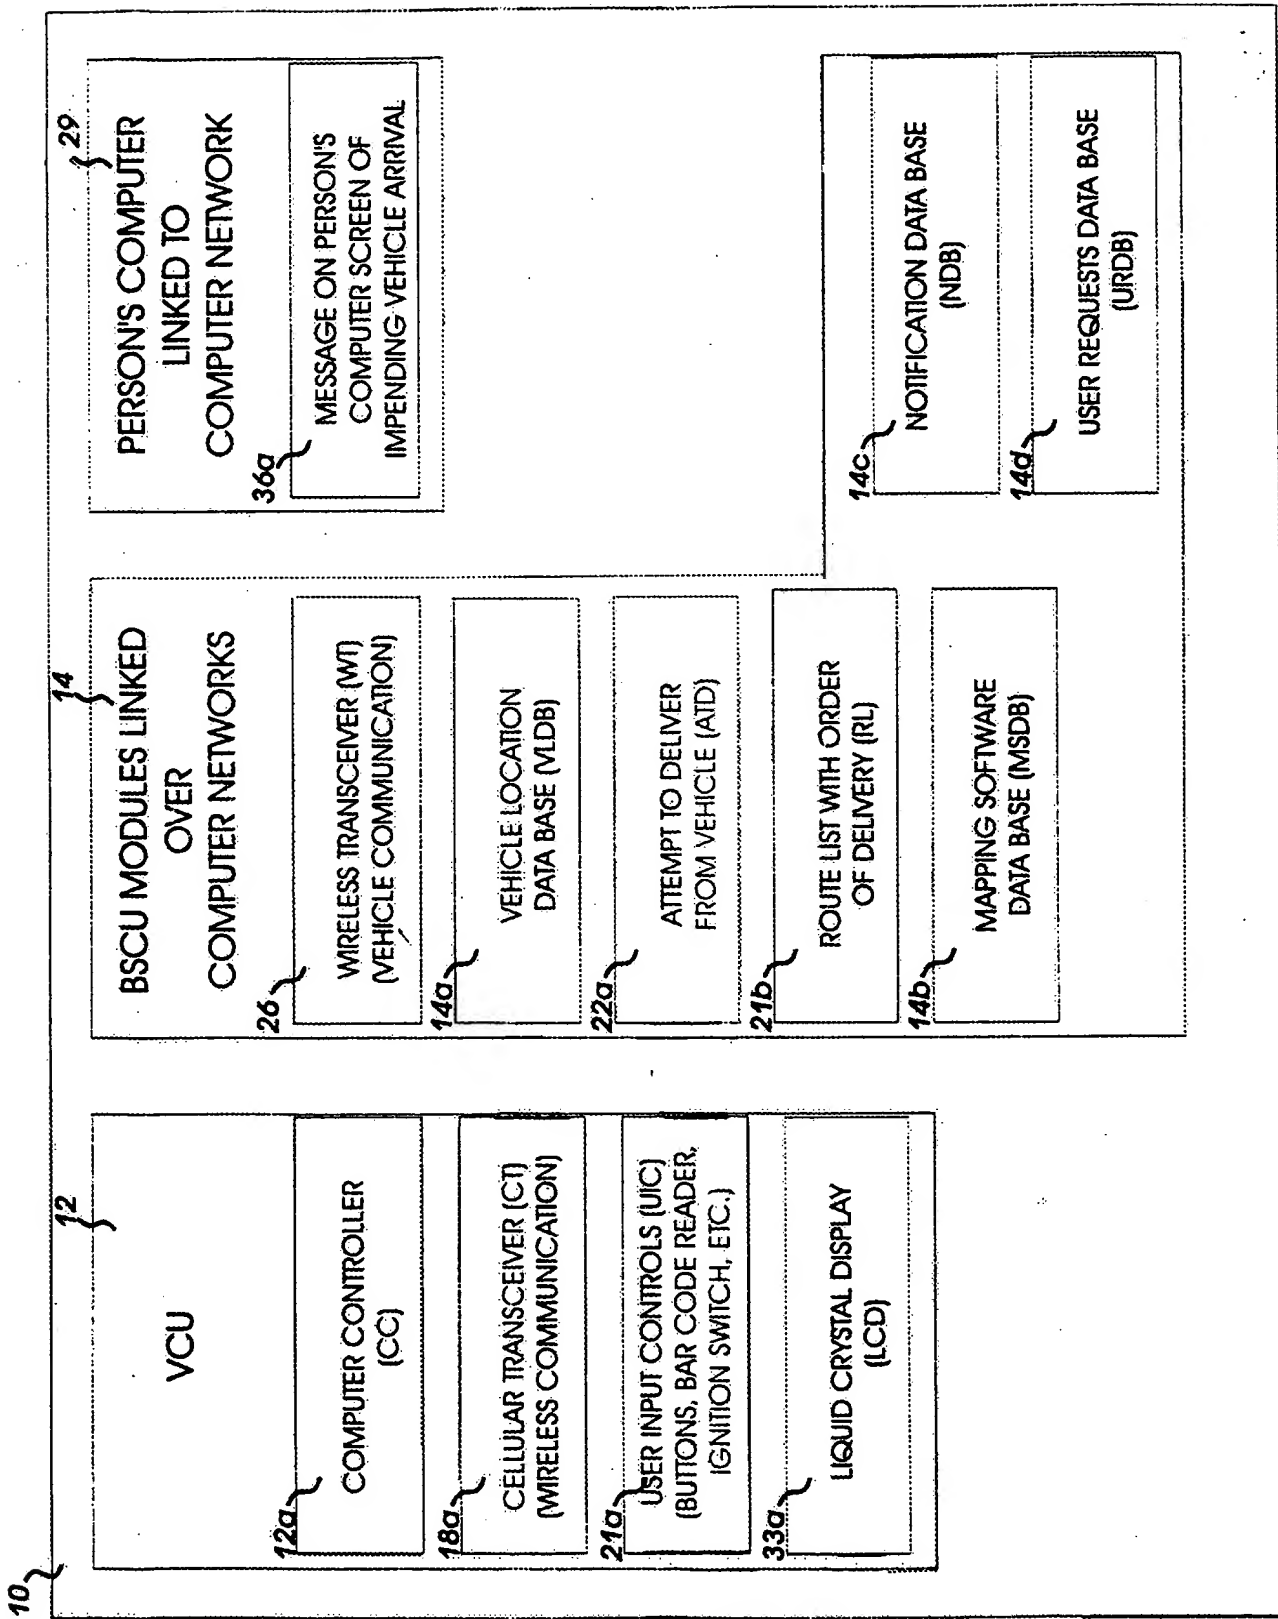 10
12
VCU
12a
COMPUTER CONTROLLER
(CC)
18a
CELLULAR TRANSCEIVER (CT)
(WIRELESS COMMUNICATION)
21a
USER INPUT CONTROLS (UIC)
(BUTTONS, BAR CODE READER,
IGNITION SWITCH, ETC.)
33a
LIQUID CRYSTAL DISPLAY
(LCD)
14
BSCU MODULES LINKED
OVER
COMPUTER NETWORKS
26
WIRELESS TRANSCEIVER (WT)
(VEHICLE COMMUNICATION)
14a
VEHICLE LOCATION
DATA BASE (VLDB)
22a
ATTEMPT TO DELIVER
FROM VEHICLE (ATD)
21b
ROUTE LIST WITH ORDER
OF DELIVERY (RL)
14b
MAPPING SOFTWARE
DATA BASE (MSDB)
14c
NOTIFICATION DATA BASE
(NDB)
14d
USER REQUESTS DATA BASE
(URDB)
29
PERSON'S COMPUTER
LINKED TO
COMPUTER NETWORK
36a
MESSAGE ON PERSON'S
COMPUTER SCREEN OF
IMPENDING VEHICLE ARRIVAL